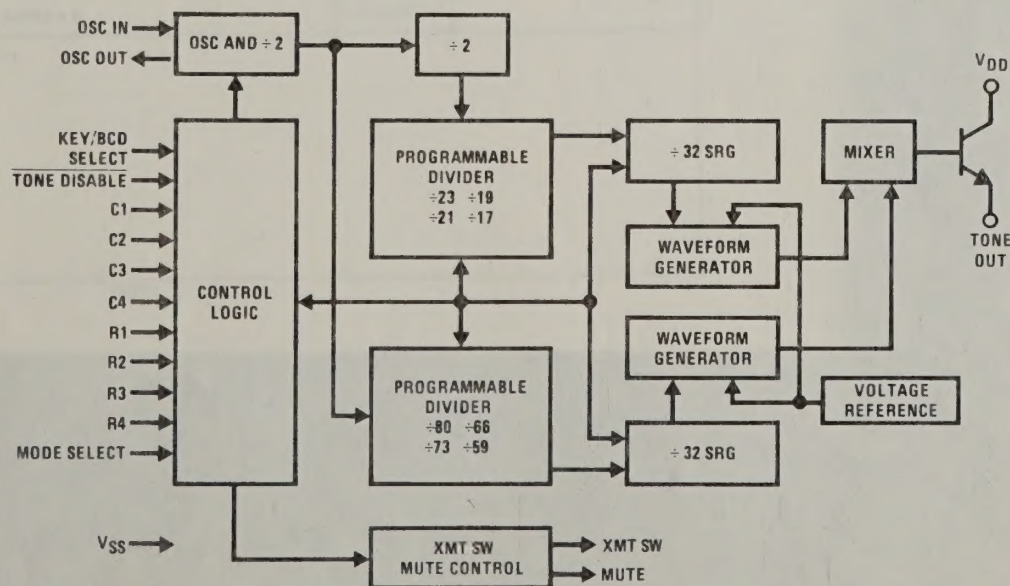 OSC IN
OSC OUT
OSC AND ÷ 2
÷ 2
V_DD
KEY/BCD
SELECT
TONE DISABLE
C1
C2
C3
C4
R1
R2
R3
R4
MODE SELECT
V_SS
CONTROL
LOGIC
PROGRAMMABLE
DIVIDER
÷23 ÷19
÷21 ÷17
÷ 32 SRG
MIXER
WAVEFORM
GENERATOR
TONE
OUT
WAVEFORM
GENERATOR
VOLTAGE
REFERENCE
PROGRAMMABLE
DIVIDER
÷80 ÷66
÷73 ÷59
÷ 32 SRG
XMT SW
MUTE CONTROL
XMT SW
MUTE